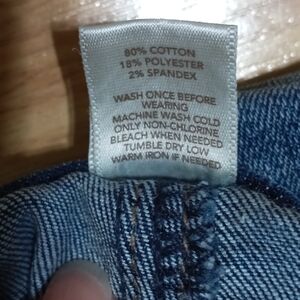 80% COTTON
18% POLYESTER
2% SPANDEX
WASH ONCE BEFORE
WEARING
MACHINE WASH COLD
ONLY NON-CHLORINE
BLEACH WHEN NEEDED
TUMBLE DRY LOW
WARM IRON IF NEEDED